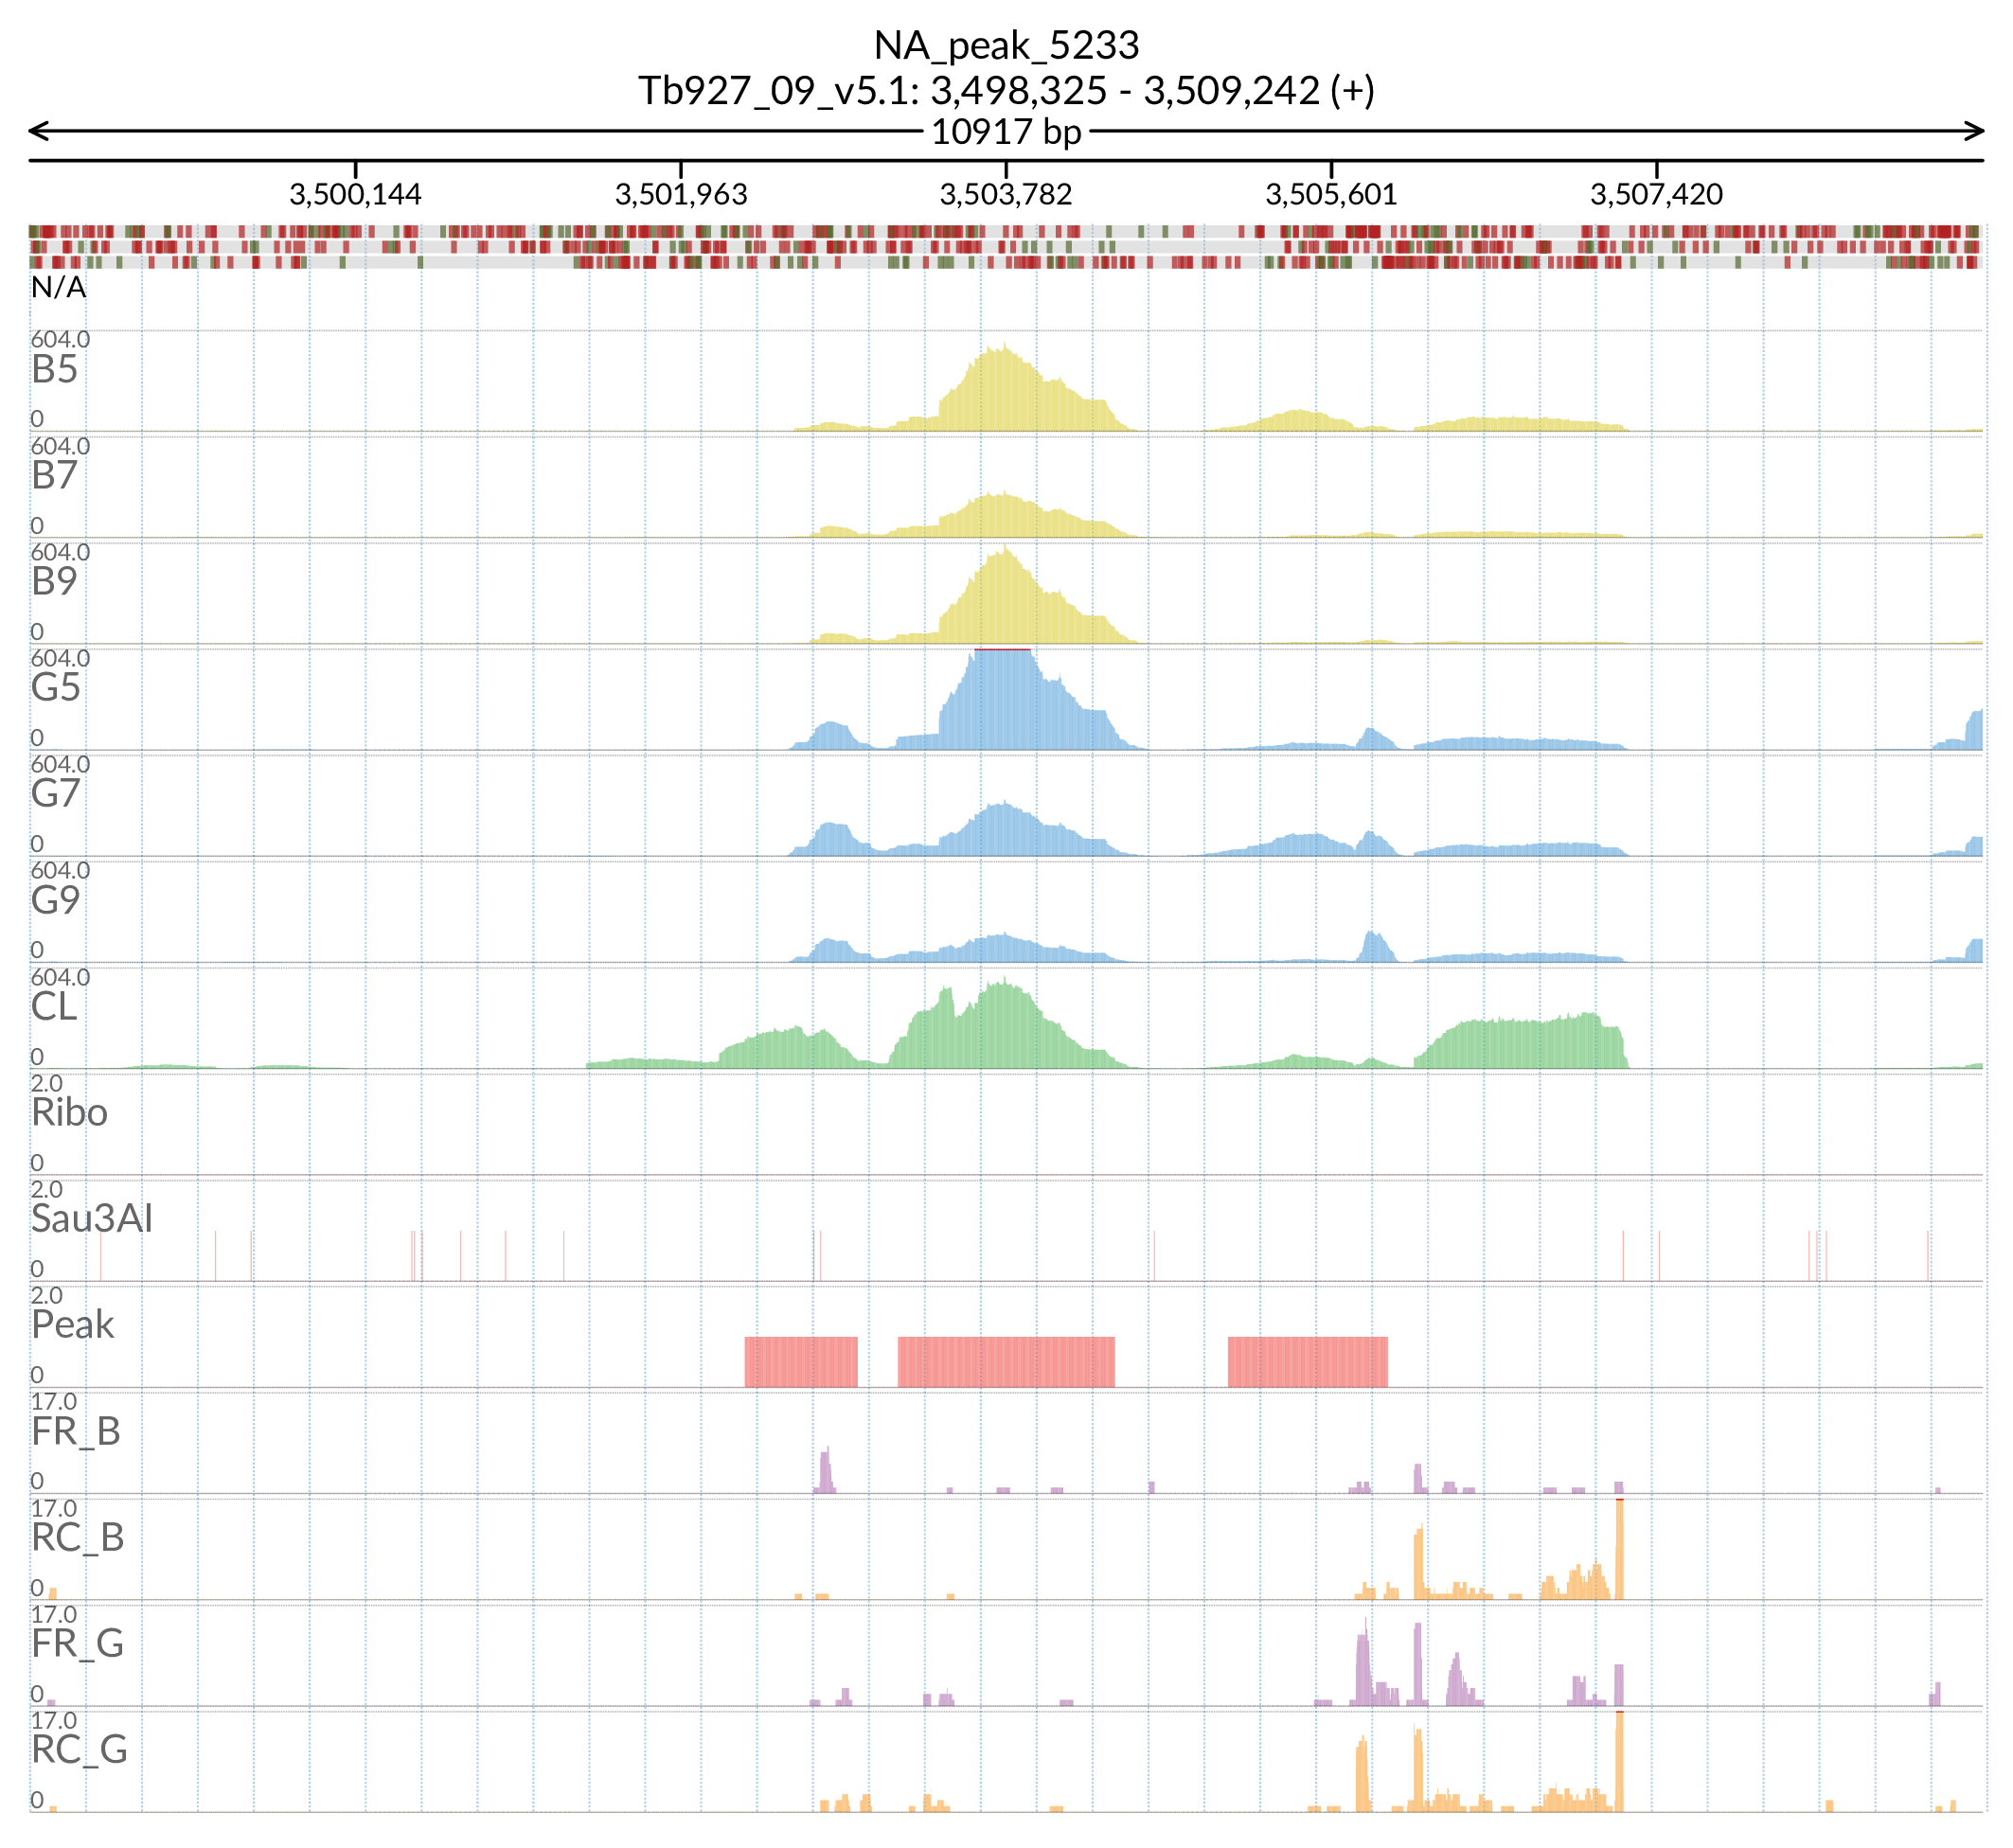 NA_peak_5233
Tb927_09_v5.1: 3,498,325 - 3,509,242 (+)
10917 bp
3,500,144 3,501,963 3,503,782 3,505,601 3,507,420
N/A
604.0
B5
0
604.0
B7
0
604.0
B9
0
604.0
G5
0
604.0
G7
0
604.0
G9
0
604.0
CL
0
2.0
Ribo
0
2.0
Sau3AI
0
2.0
Peak
0
17.0
FR_B
0
17.0
RC_B
0
17.0
FR_G
0
17.0
RC_G
0